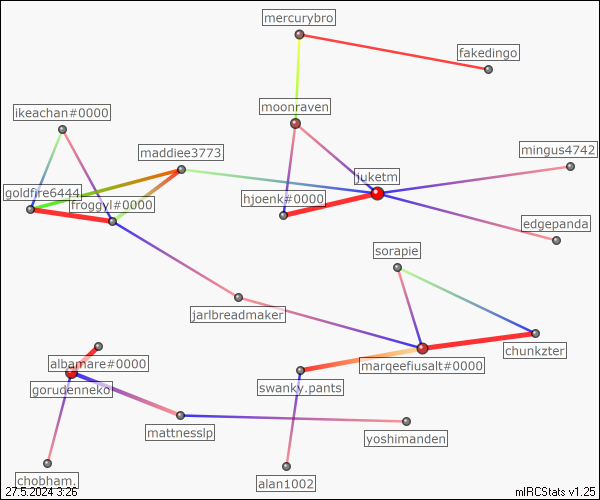 mercurybro
fakedingo
moonraven
ikeachan#0000
maddiee3773
mingus4742
juketm
goldfire6444
froggyl#0000
hjoenk#0000
edgepanda
sorapie
jarlbreadmaker
chunkzter
albamare#0000
marqeefiusalt#0000
gorudenneko
swanky.pants
mattnesslp
yoshimanden
chobham.
alan1002
27.5.2024 3:26
mIRCStats v1.25